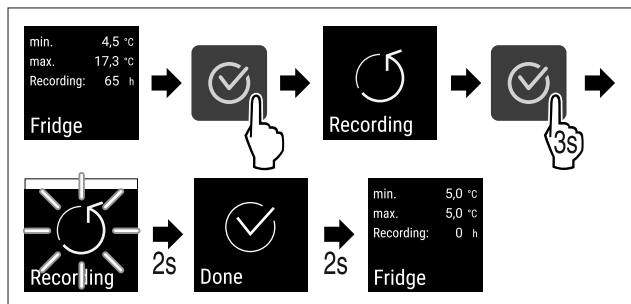 min. 4,5 °C
max. 17,3 °C
Recording: 65 h
Fridge
Recording
3s
Recording
2s
Done
2s
min. 5,0 °C
max. 5,0 °C
Recording: 0 h
Fridge